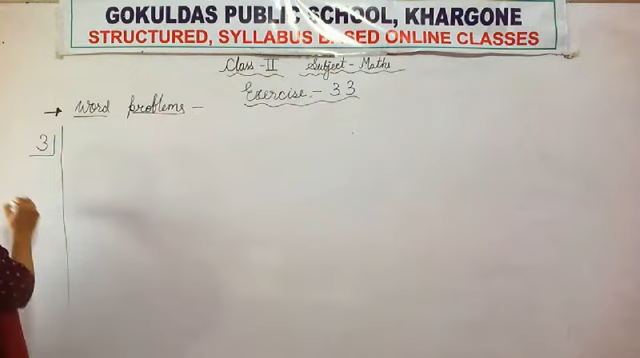 GOKULDAS PUBLIC SCHOOL, KHARGONE
STRUCTURED, SYLLABUS BASED ONLINE CLASSES
Class - II Subject - Maths
Exercise - 33
→ Word problems -
3